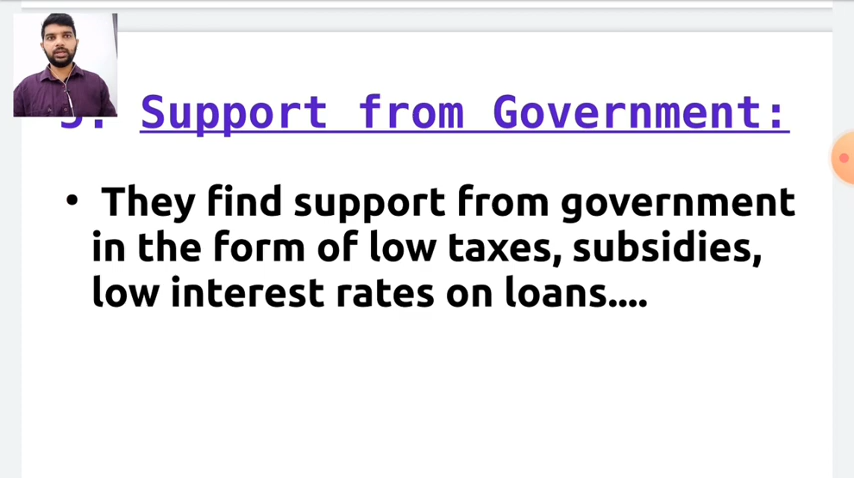 Support from Government:
• They find support from government
in the form of low taxes, subsidies,
low interest rates on loans....